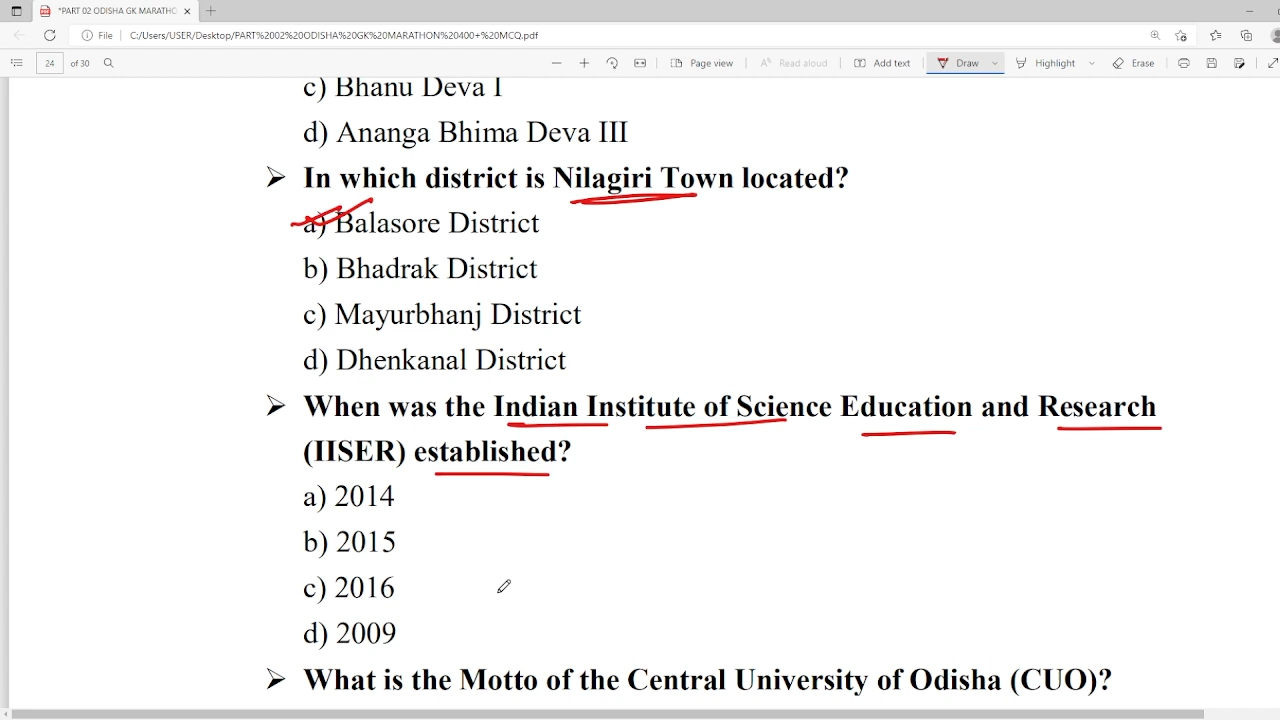 *PART 02 ODISHA GK MARATHO
File
C:/Users/USER/Desktop/PART%2002%20ODISHA%20GK%20MARATHON%20400+%20MCQ.pdf
24 of 30 Page view Read aloud Add text Draw Highlight Erase
c) Bhanu Deva I
d) Ananga Bhima Deva III
➢ In which district is Nilagiri Town located?
a) Balasore District
b) Bhadrak District
c) Mayurbhanj District
d) Dhenkanal District
➢ When was the Indian Institute of Science Education and Research
(IISER) established?
a) 2014
b) 2015
c) 2016
d) 2009
➢ What is the Motto of the Central University of Odisha (CUO)?